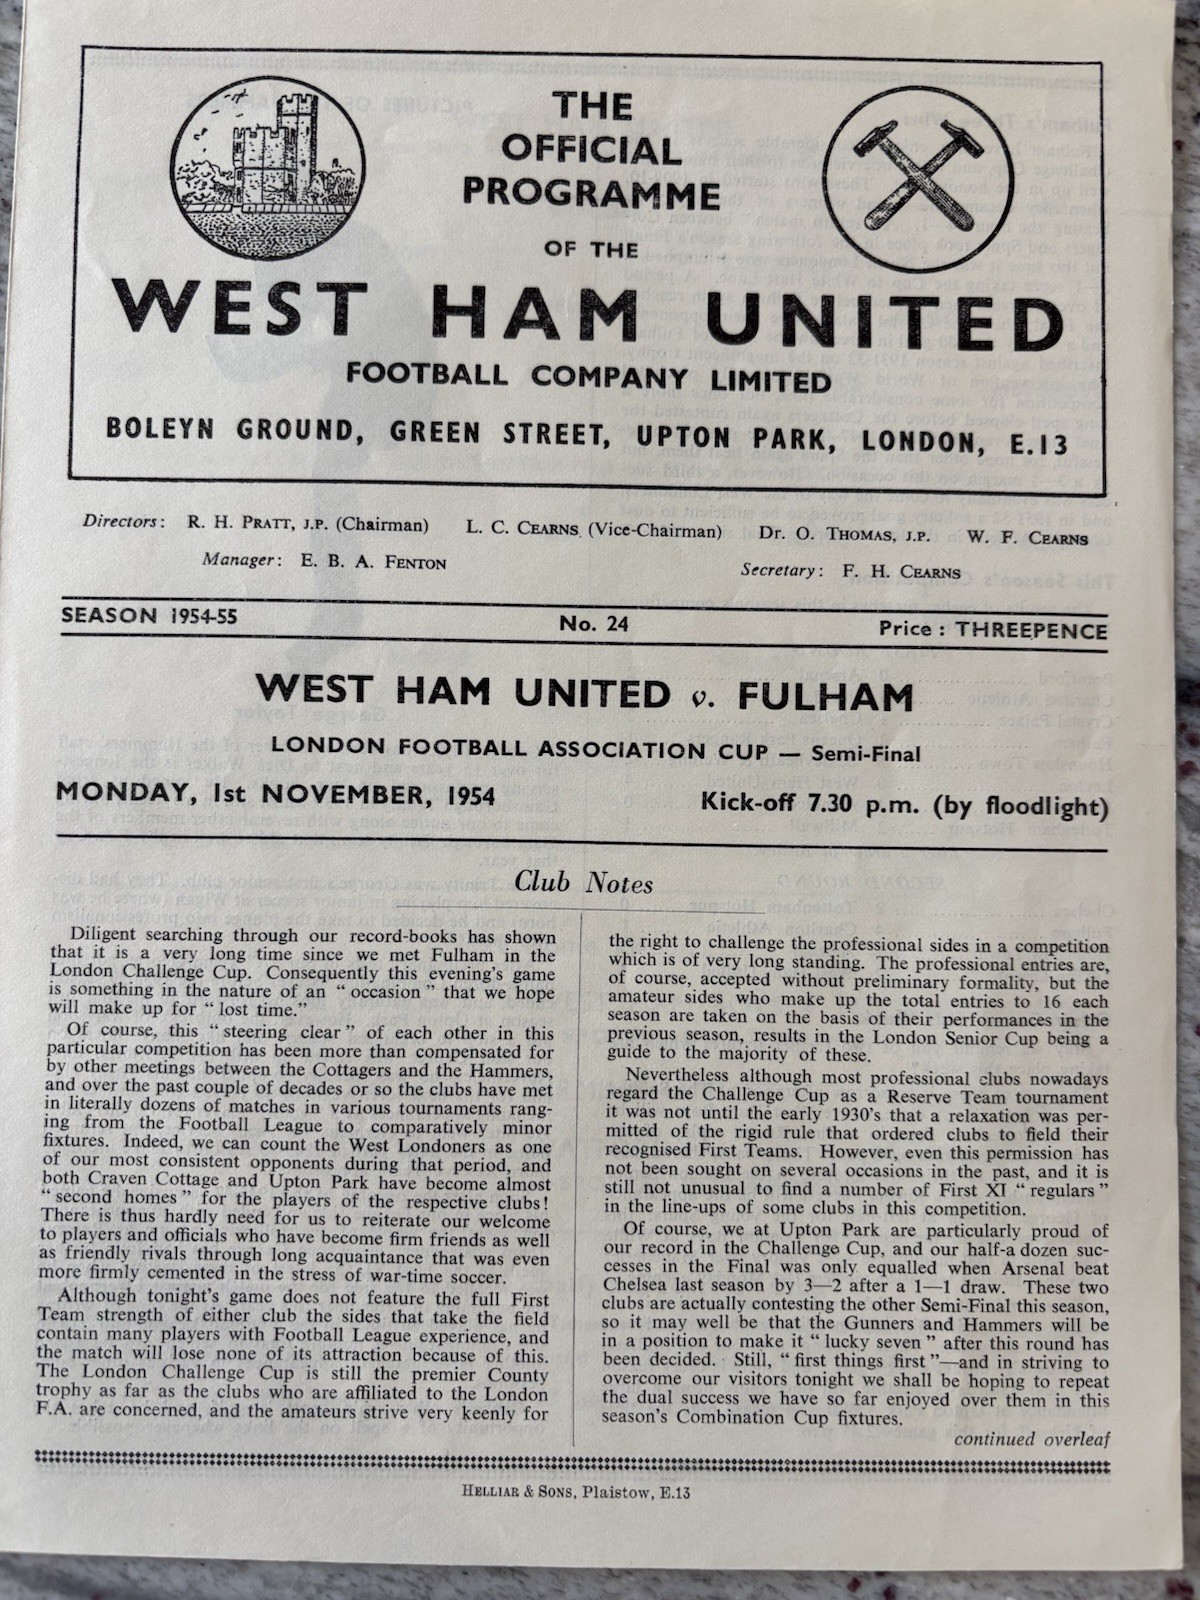 THE
OFFICIAL
PROGRAMME
OF THE
WEST HAM UNITED
FOOTBALL COMPANY LIMITED
BOLEYN GROUND, GREEN STREET, UPTON PARK, LONDON, E.13
Directors: R. H. PRATT, J.P. (Chairman) L. C. CEARNS (Vice-Chairman) Dr. O. THOMAS, J.P. W. F. CEARNS
Manager: E. B. A. FENTON Secretary: F. H. CEARNS
SEASON 1954-55 No. 24 Price : THREEPENCE
WEST HAM UNITED v. FULHAM
LONDON FOOTBALL ASSOCIATION CUP — Semi-Final
MONDAY, 1st NOVEMBER, 1954 Kick-off 7.30 p.m. (by floodlight)
Club Notes
Diligent searching through our record-books has shown
that it is a very long time since we met Fulham in the
London Challenge Cup. Consequently this evening's game
is something in the nature of an "occasion" that we hope
will make up for "lost time."
Of course, this "steering clear" of each other in this
particular competition has been more than compensated for
by other meetings between the Cottagers and the Hammers,
and over the past couple of decades or so the clubs have met
in literally dozens of matches in various tournaments rang-
ing from the Football League to comparatively minor
fixtures. Indeed, we can count the West Londoners as one
of our most consistent opponents during that period, and
both Craven Cottage and Upton Park have become almost
"second homes" for the players of the respective clubs!
There is thus hardly need for us to reiterate our welcome
to players and officials who have become firm friends as well
as friendly rivals through long acquaintance that was even
more firmly cemented in the stress of war-time soccer.
Although tonight's game does not feature the full First
Team strength of either club the sides that take the field
contain many players with Football League experience, and
the match will lose none of its attraction because of this.
The London Challenge Cup is still the premier County
trophy as far as the clubs who are affiliated to the London
F.A. are concerned, and the amateurs strive very keenly for
the right to challenge the professional sides in a competition
which is of very long standing. The professional entries are,
of course, accepted without preliminary formality, but the
amateur sides who make up the total entries to 16 each
season are taken on the basis of their performances in the
previous season, results in the London Senior Cup being a
guide to the majority of these.
Nevertheless although most professional clubs nowadays
regard the Challenge Cup as a Reserve Team tournament
it was not until the early 1930's that a relaxation was per-
mitted of the rigid rule that ordered clubs to field their
recognised First Teams. However, even this permission has
not been sought on several occasions in the past, and it is
still not unusual to find a number of First XI "regulars"
in the line-ups of some clubs in this competition.
Of course, we at Upton Park are particularly proud of
our record in the Challenge Cup, and our half-a dozen suc-
cesses in the Final was only equalled when Arsenal beat
Chelsea last season by 3—2 after a 1—1 draw. These two
clubs are actually contesting the other Semi-Final this season,
so it may well be that the Gunners and Hammers will be
in a position to make it "lucky seven" after this round has
been decided. Still, "first things first"—and in striving to
overcome our visitors tonight we shall be hoping to repeat
the dual success we have so far enjoyed over them in this
season's Combination Cup fixtures.
continued overleaf
HELLIAR & SONS, Plaistow, E.13